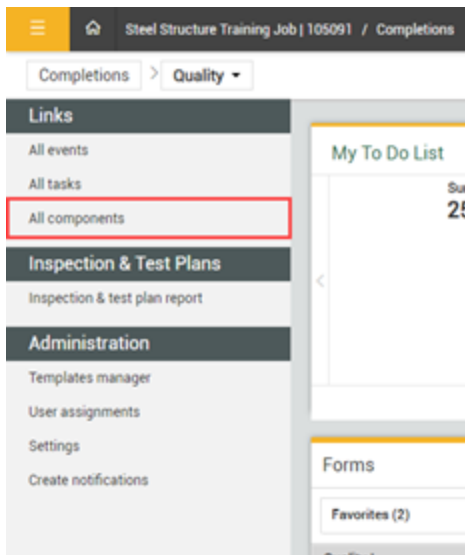 Steel Structure Training Job | 105091 / Completions
Completions > Quality
Links
All events
All tasks
All components
Inspection & Test Plans
Inspection & test plan report
Administration
Templates manager
User assignments
Settings
Create notifications
My To Do List
25
Forms
Favorites (2)